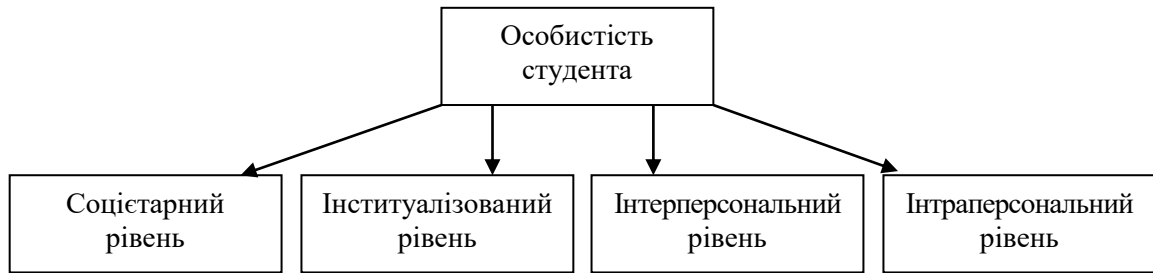 Особистість
студента
Соцієтарний
рівень
Інституалізований
рівень
Інтерперсональний
рівень
Інтраперсональний
рівень